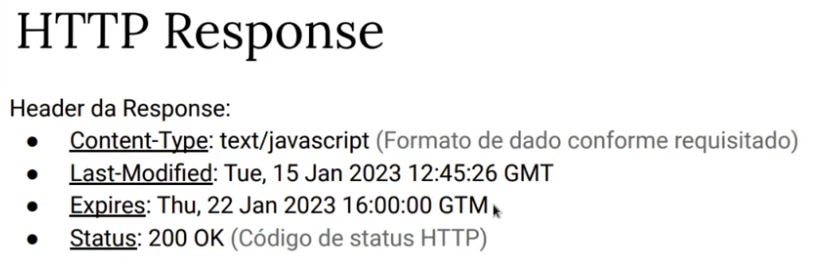 HTTP Response
Header da Response:
● Content-Type: text/javascript (Formato de dado conforme requisitado)
● Last-Modified: Tue, 15 Jan 2023 12:45:26 GMT
● Expires: Thu, 22 Jan 2023 16:00:00 GTM
● Status: 200 OK (Código de status HTTP)